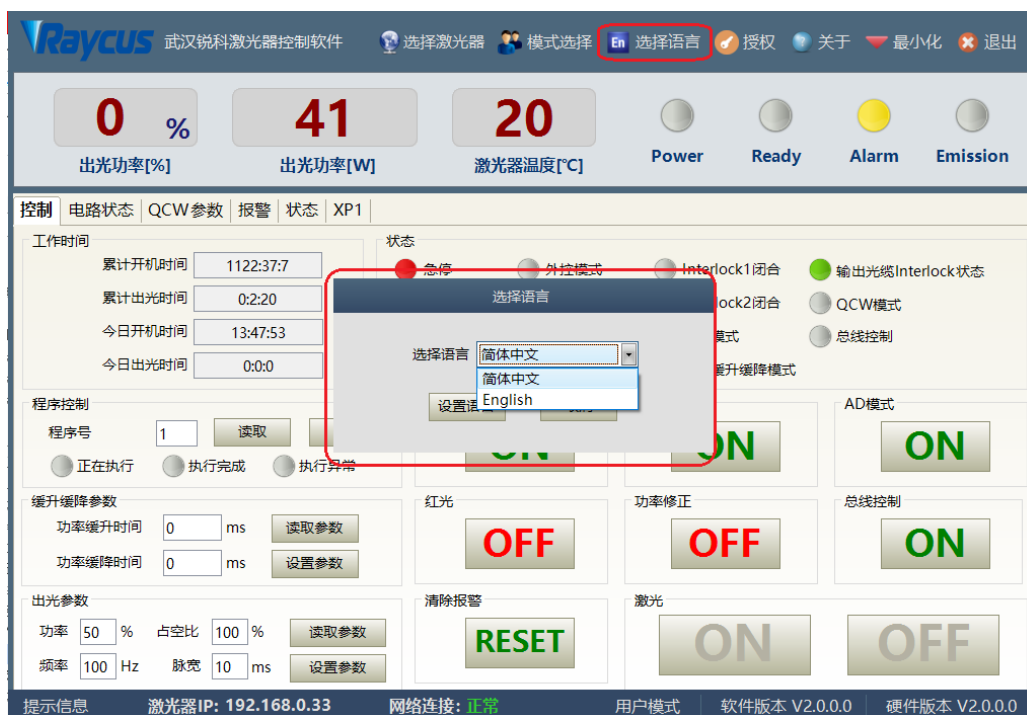 Raycus 武汉锐科激光器控制软件 选择激光器 模式选择 En 选择语言 授权 关于 最小化 退出
0 % 41 20
出光功率[%] 出光功率[W] 激光器温度[℃] Power Ready Alarm Emission
控制 电路状态 QCW参数 报警 状态 XP1
工作时间 状态
累计开机时间 1122:37:7 急停 外控模式 Interlock1闭合 输出光缆Interlock状态
选择语言
累计出光时间 0:2:20 ock2闭合 QCW模式
今日开机时间 13:47:53 模式 总线控制
选择语言 简体中文
今日出光时间 0:0:0 缓升缓降模式
简体中文
English
设置语言
程序控制 AD模式
程序号 1 读取 ON ON ON
正在执行 执行完成 执行异常
缓升缓降参数 红光 功率修正 总线控制
功率缓升时间 0 ms 读取参数 OFF OFF ON
功率缓降时间 0 ms 设置参数
出光参数 清除报警 激光
功率 50 % 占空比 100 % 读取参数 RESET ON OFF
频率 100 Hz 脉宽 10 ms 设置参数
提示信息 激光器IP: 192.168.0.33 网络连接: 正常 用户模式 软件版本 V2.0.0.0 硬件版本 V2.0.0.0